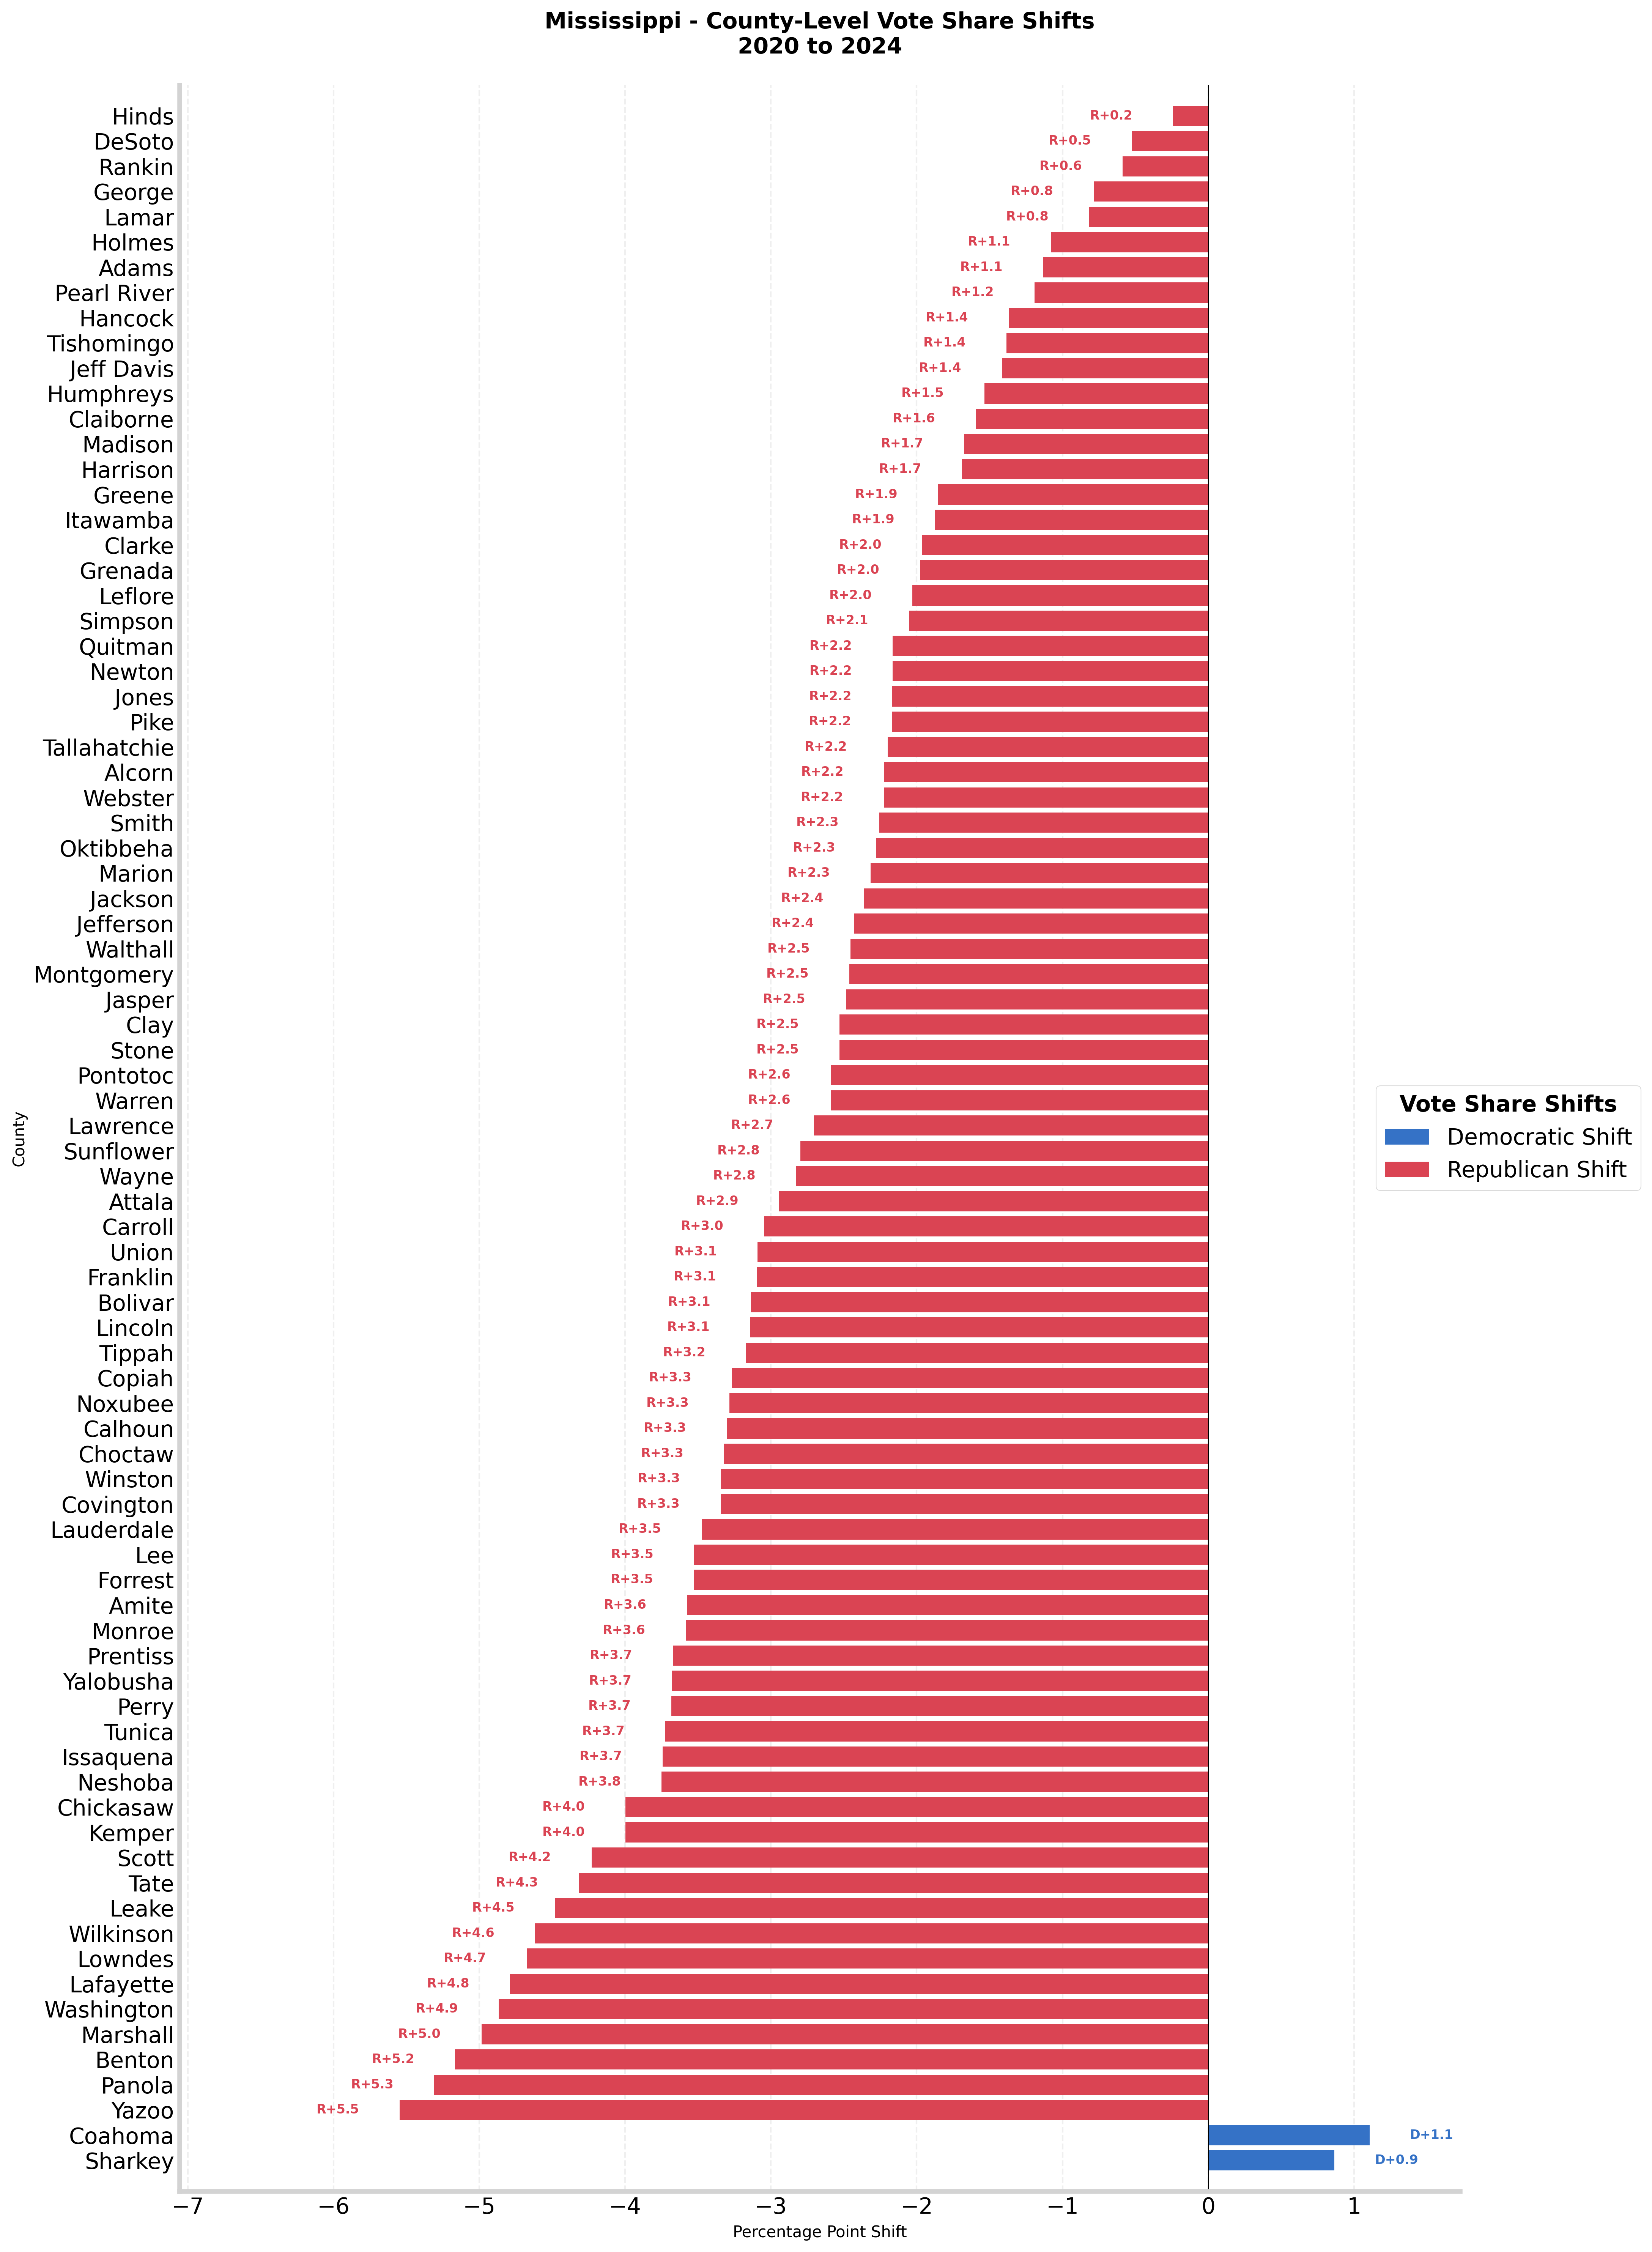 Mississippi - County-Level Vote Share Shifts
2020 to 2024
Hinds R+0.2
DeSoto R+0.5
Rankin R+0.6
George R+0.8
Lamar R+0.8
Holmes R+1.1
Adams R+1.1
Pearl River R+1.2
Hancock R+1.4
Tishomingo R+1.4
Jeff Davis R+1.4
Humphreys R+1.5
Claiborne R+1.6
Madison R+1.7
Harrison R+1.7
Greene R+1.9
Itawamba R+1.9
Clarke R+2.0
Grenada R+2.0
Leflore R+2.0
Simpson R+2.1
Quitman R+2.2
Newton R+2.2
Jones R+2.2
Pike R+2.2
Tallahatchie R+2.2
Alcorn R+2.2
Webster R+2.2
Smith R+2.3
Oktibbeha R+2.3
Marion R+2.3
Jackson R+2.4
Jefferson R+2.4
Walthall R+2.5
Montgomery R+2.5
Jasper R+2.5
Clay R+2.5
Stone R+2.5
Pontotoc R+2.6
Warren R+2.6
Lawrence R+2.7
Sunflower R+2.8
Wayne R+2.8
Attala R+2.9
Carroll R+3.0
Union R+3.1
Franklin R+3.1
Bolivar R+3.1
Lincoln R+3.1
Tippah R+3.2
Copiah R+3.3
Noxubee R+3.3
Calhoun R+3.3
Choctaw R+3.3
Winston R+3.3
Covington R+3.3
Lauderdale R+3.5
Lee R+3.5
Forrest R+3.5
Amite R+3.6
Monroe R+3.6
Prentiss R+3.7
Yalobusha R+3.7
Perry R+3.7
Tunica R+3.7
Issaquena R+3.7
Neshoba R+3.8
Chickasaw R+4.0
Kemper R+4.0
Scott R+4.2
Tate R+4.3
Leake R+4.5
Wilkinson R+4.6
Lowndes R+4.7
Lafayette R+4.8
Washington R+4.9
Marshall R+5.0
Benton R+5.2
Panola R+5.3
Yazoo R+5.5
Coahoma D+1.1
Sharkey D+0.9
County
−7 −6 −5 −4 −3 −2 −1 0 1
Percentage Point Shift
Vote Share Shifts
Democratic Shift
Republican Shift